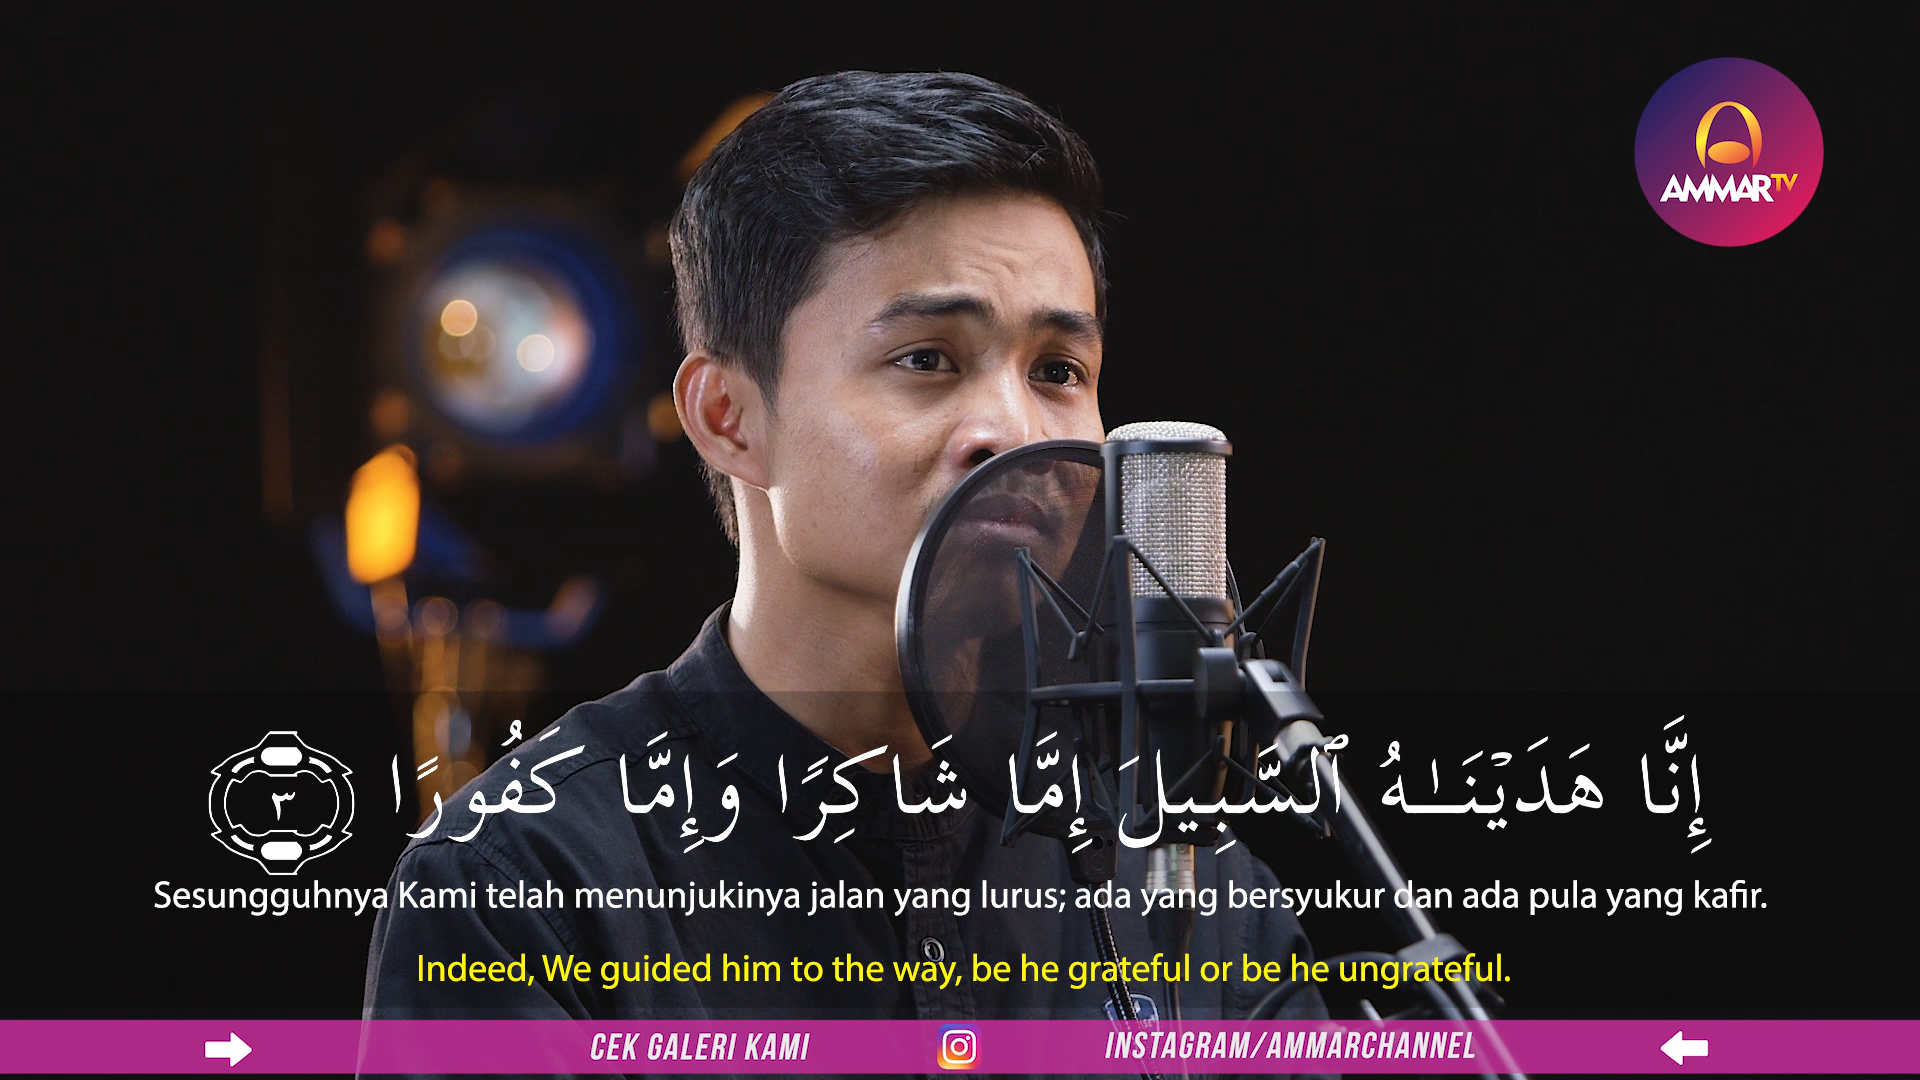 AMMARTV
إِنَّا هَدَيْنَـٰهُ ٱلسَّبِيلَ إِمَّا شَاكِرًا وَإِمَّا كَفُورًا ٣
Sesungguhnya Kami telah menunjukinya jalan yang lurus; ada yang bersyukur dan ada pula yang kafir.
Indeed, We guided him to the way, be he grateful or be he ungrateful.
CEK GALERI KAMI INSTAGRAM/AMMARCHANNEL